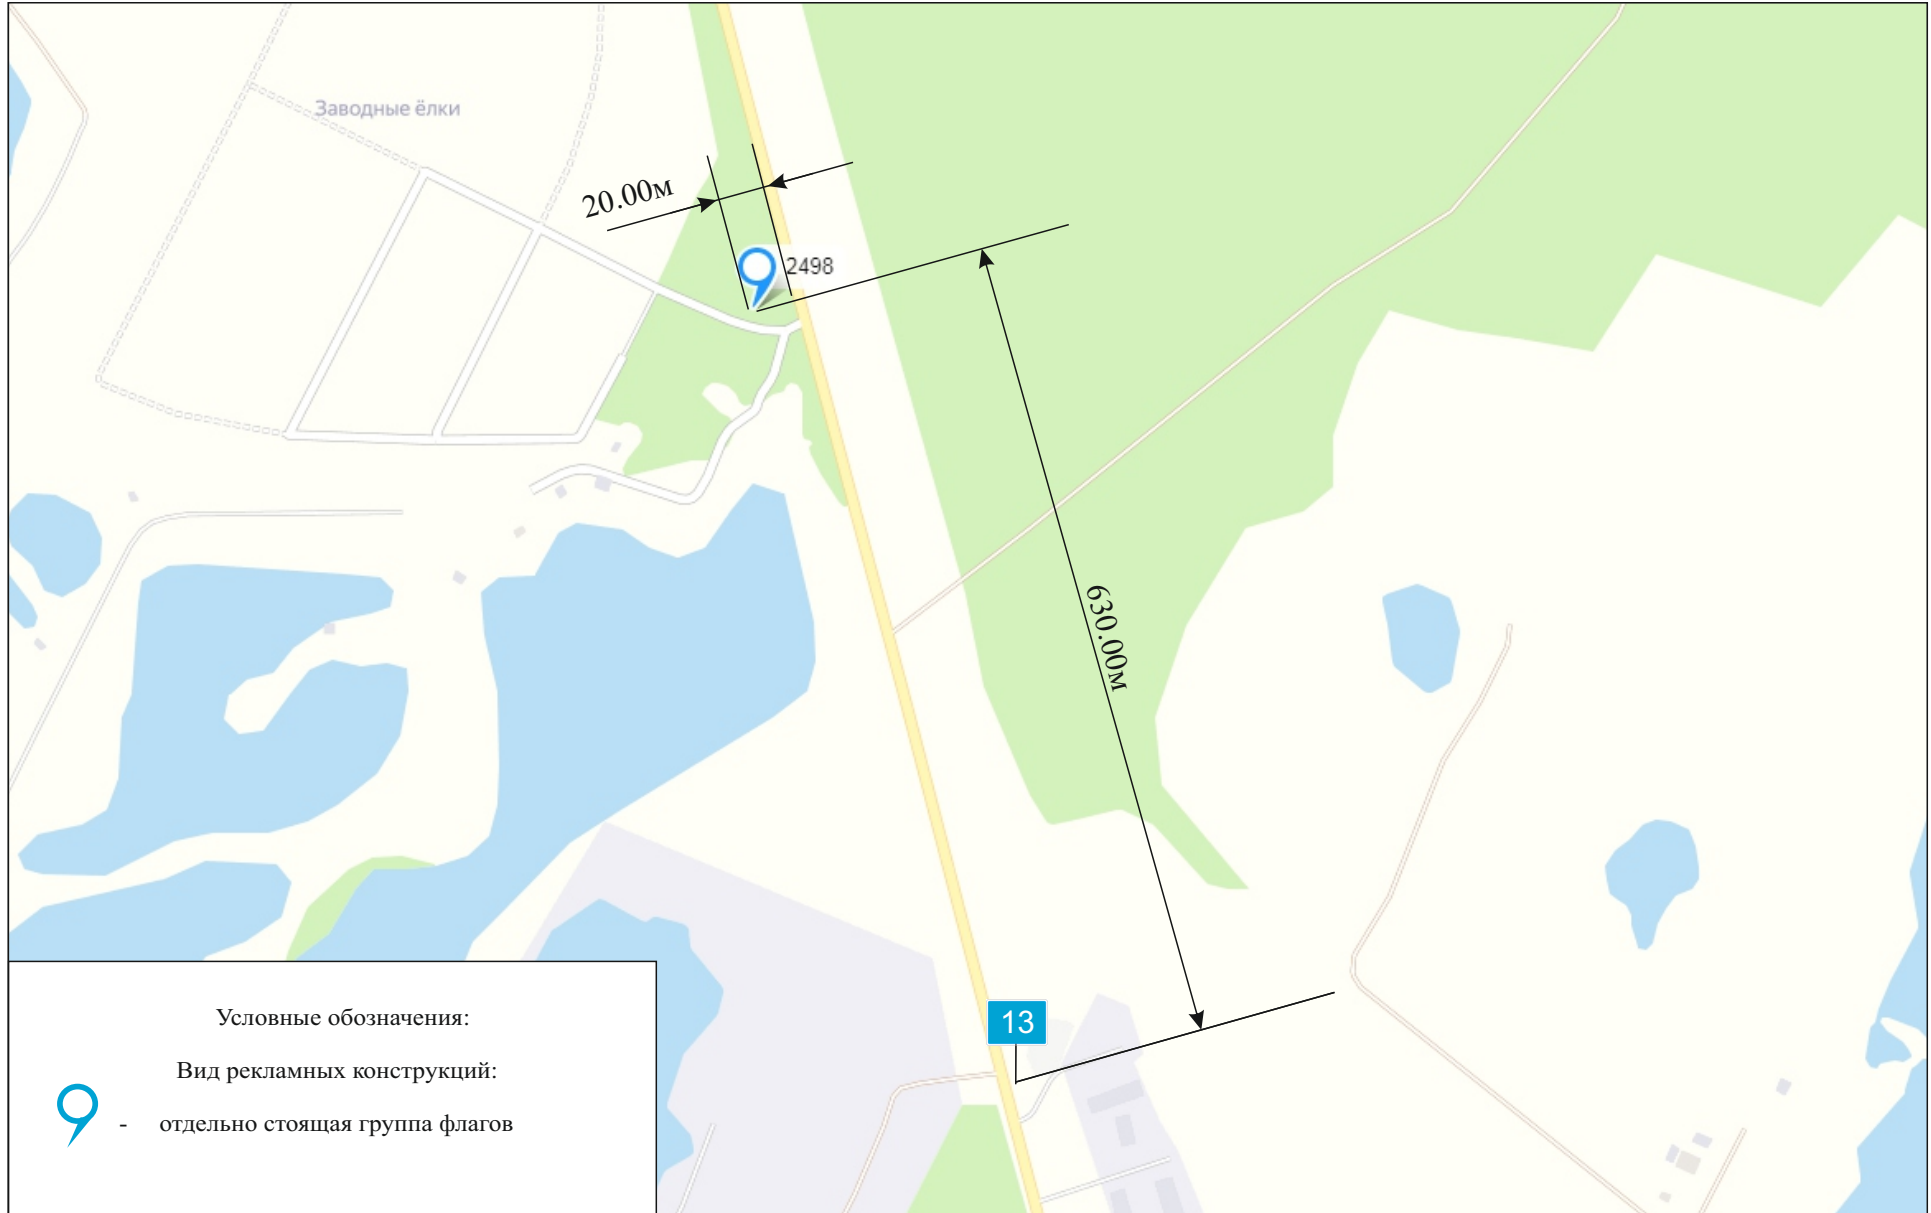 Заводные ёлки
20.00м
2498
630.00м
13
Условные обозначения:
Вид рекламных конструкций:
- отдельно стоящая группа флагов